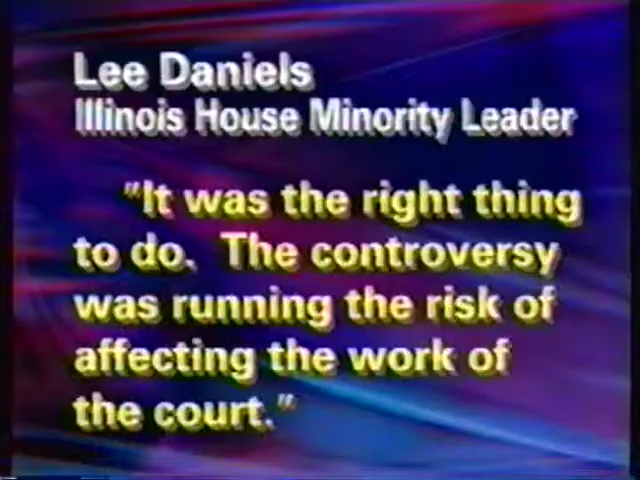 Lee Daniels
Illinois House Minority Leader
"It was the right thing
to do. The controversy
was running the risk of
affecting the work of
the court."